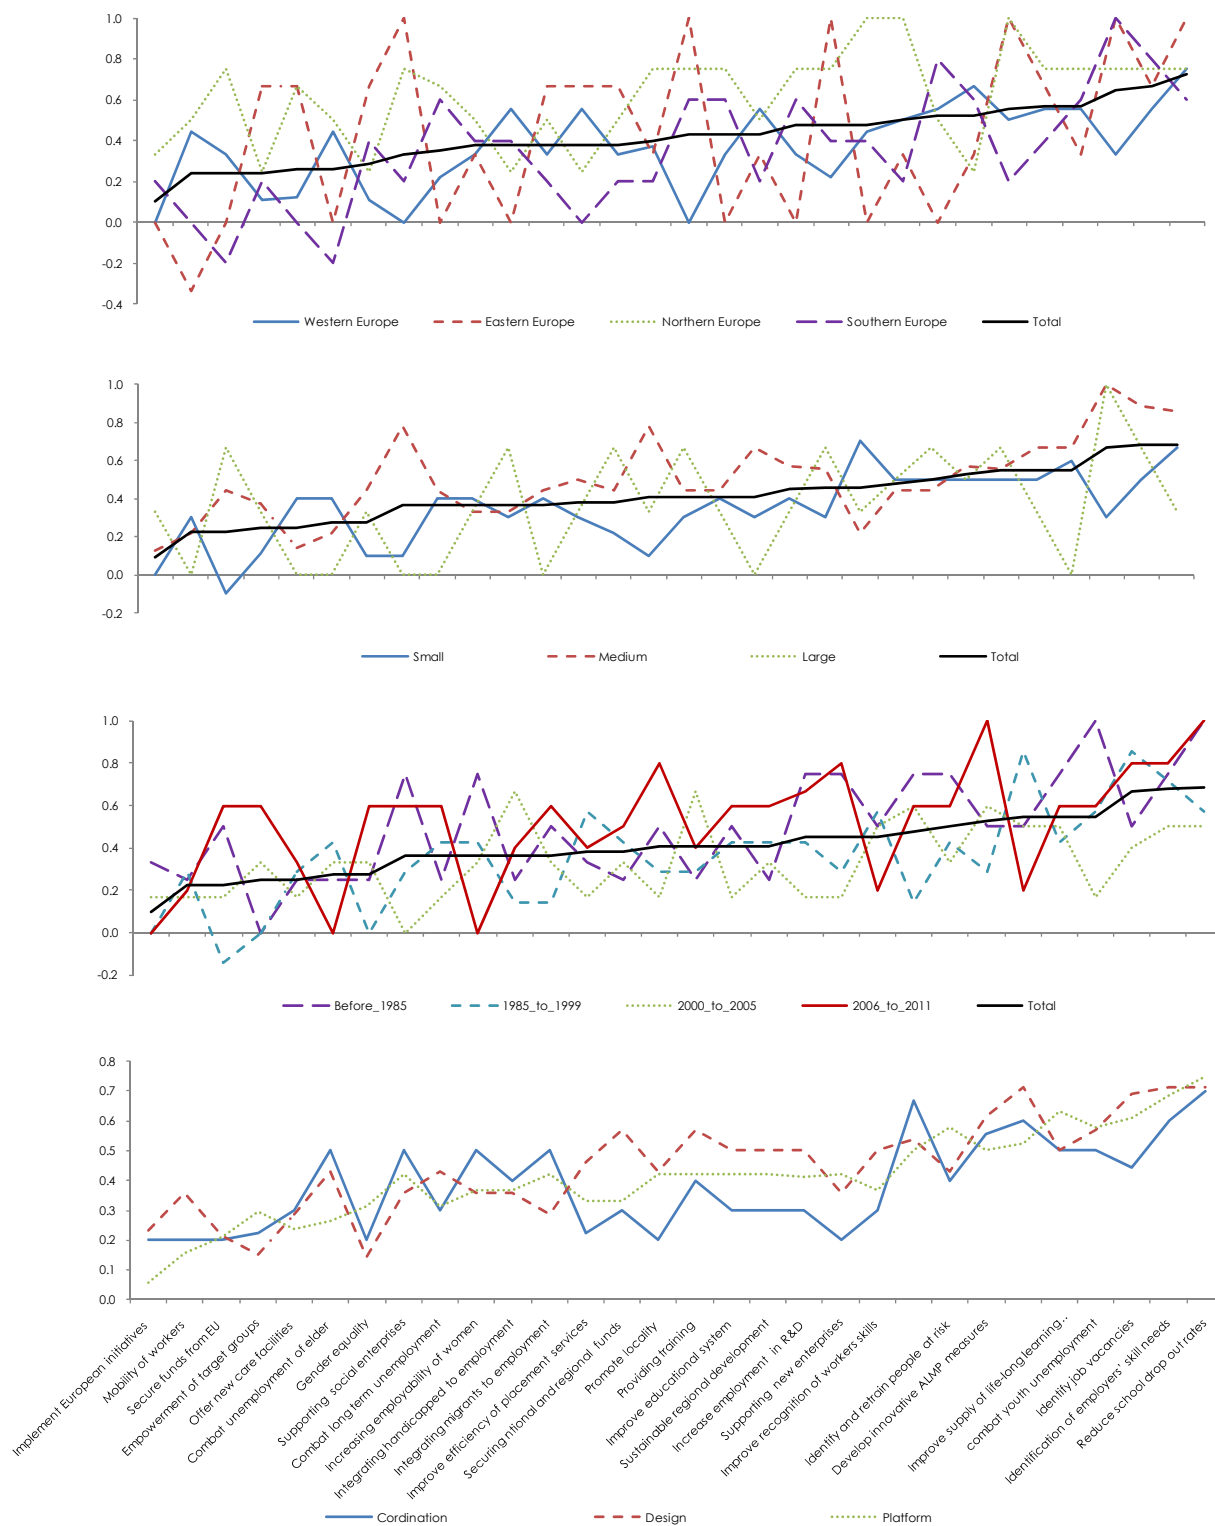 1.0
0.8
0.6
0.4
0.2
0.0
-0.2
-0.4
Western Europe Eastern Europe Northern Europe Southern Europe Total
1.0
0.8
0.6
0.4
0.2
0.0
-0.2
Small Medium Large Total
1.0
0.8
0.6
0.4
0.2
0.0
-0.2
Before_1985 1985_to_1999 2000_to_2005 2006_to_2011 Total
0.8
0.7
0.6
0.5
0.4
0.3
0.2
0.1
0.0
Implement European initiatives
Mobility of workers
Secure funds from EU
Empowerment of target groups
Offer new care facilities
Combat unemployment of elder
Gender equality
Supporting social enterprises
Combat long term unemployment
Increasing employability of women
Integrating handicapped to employment
Integrating migrants to employment
Improve efficiency of placement services
Securing ntional and regional funds
Promote locality
Providing training
Improve educational system
Sustainable regional development
Increase employment in R&D
Supporting new enterprises
Improve recognition of workers skills
Identify and retrain people at risk
Develop innovative ALMP measures
Improve supply of life-long learning..
combat youth unemployment
Identify job vacancies
Identification of employers' skill needs
Reduce school drop out rates
Cordination Design Platform